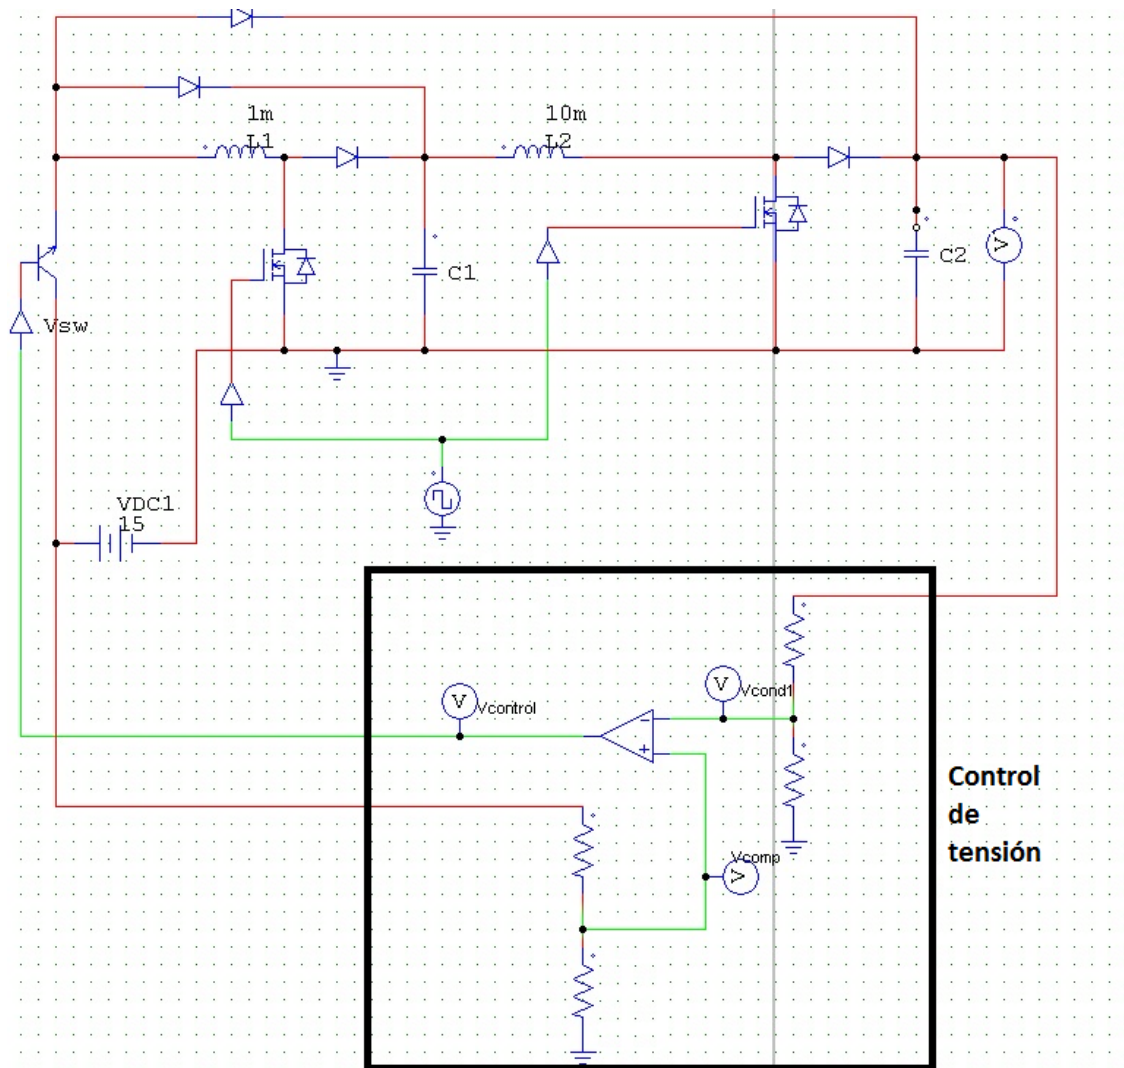 1m
L1
10m
L2
C1
C2
V
Vsw
VDC1
15
V
Vcontrol
V
Vcond1
-
+
Vcomp
V
Control
de
tensión